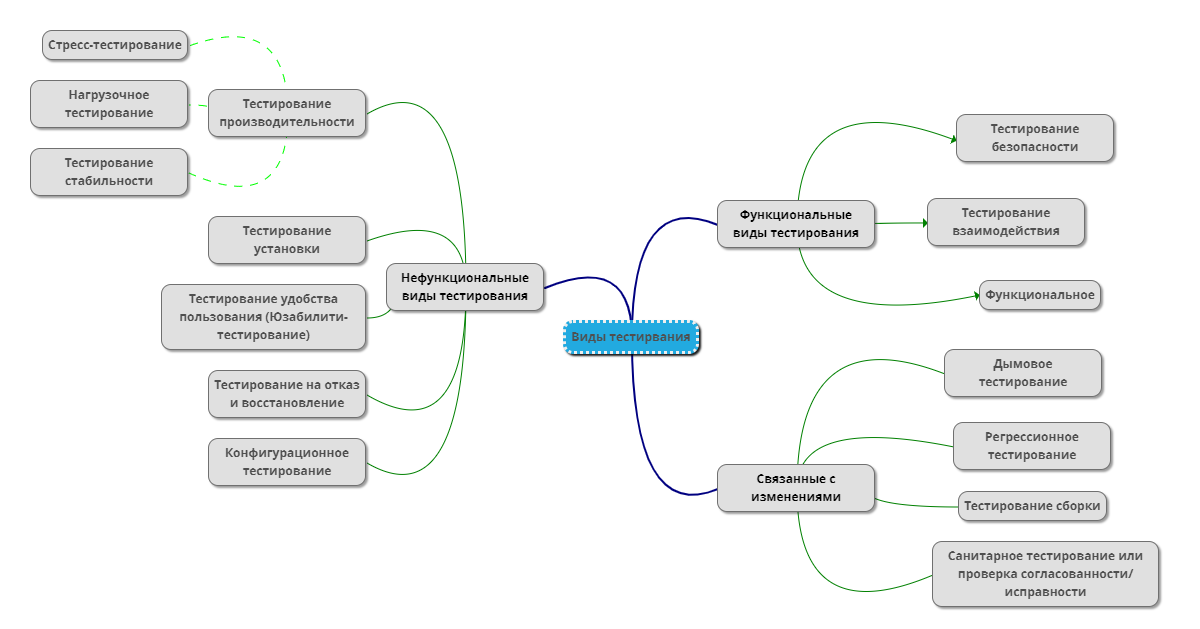 Стресс-тестирование
Нагрузочное
тестирование
Тестирование
стабильности
Тестирование
производительности
Тестирование
установки
Тестирование удобства
пользования (Юзабилити-
тестирование)
Тестирование на отказ
и восстановление
Конфигурационное
тестирование
Нефункциональные
виды тестирования
Виды тестирвания
Функциональные
виды тестирования
Тестирование
безопасности
Тестирование
взаимодействия
Функциональное
Связанные с
изменениями
Дымовое
тестирование
Регрессионное
тестирование
Тестирование сборки
Санитарное тестирование или
проверка согласованности/
исправности